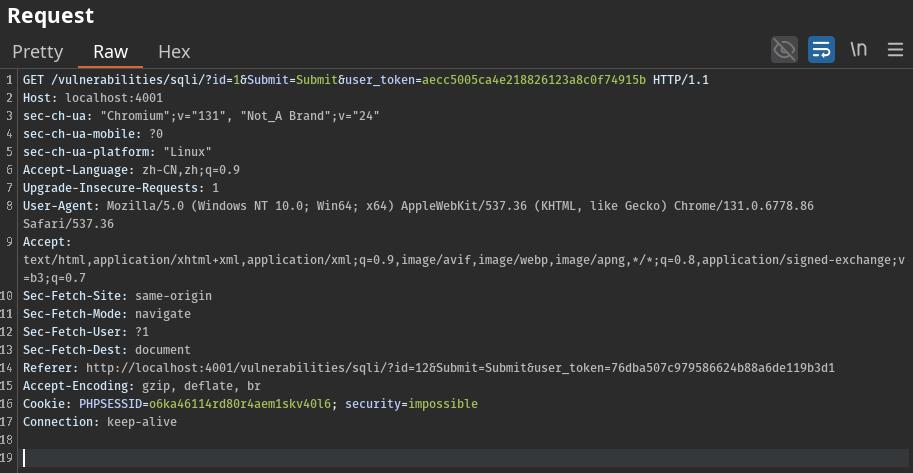 Request
Pretty Raw Hex \n
1 GET /vulnerabilities/sqli/?id=1&Submit=Submit&user_token=aecc5005ca4e218826123a8c0f74915b HTTP/1.1
2 Host: localhost:4001
3 sec-ch-ua: "Chromium";v="131", "Not_A Brand";v="24"
4 sec-ch-ua-mobile: ?0
5 sec-ch-ua-platform: "Linux"
6 Accept-Language: zh-CN,zh;q=0.9
7 Upgrade-Insecure-Requests: 1
8 User-Agent: Mozilla/5.0 (Windows NT 10.0; Win64; x64) AppleWebKit/537.36 (KHTML, like Gecko) Chrome/131.0.6778.86
Safari/537.36
9 Accept:
text/html,application/xhtml+xml,application/xml;q=0.9,image/avif,image/webp,image/apng,*/*;q=0.8,application/signed-exchange;v
=b3;q=0.7
10 Sec-Fetch-Site: same-origin
11 Sec-Fetch-Mode: navigate
12 Sec-Fetch-User: ?1
13 Sec-Fetch-Dest: document
14 Referer: http://localhost:4001/vulnerabilities/sqli/?id=12&Submit=Submit&user_token=76dba507c979586624b88a6de119b3d1
15 Accept-Encoding: gzip, deflate, br
16 Cookie: PHPSESSID=o6ka46114rd80r4aem1skv40l6; security=impossible
17 Connection: keep-alive
18
19